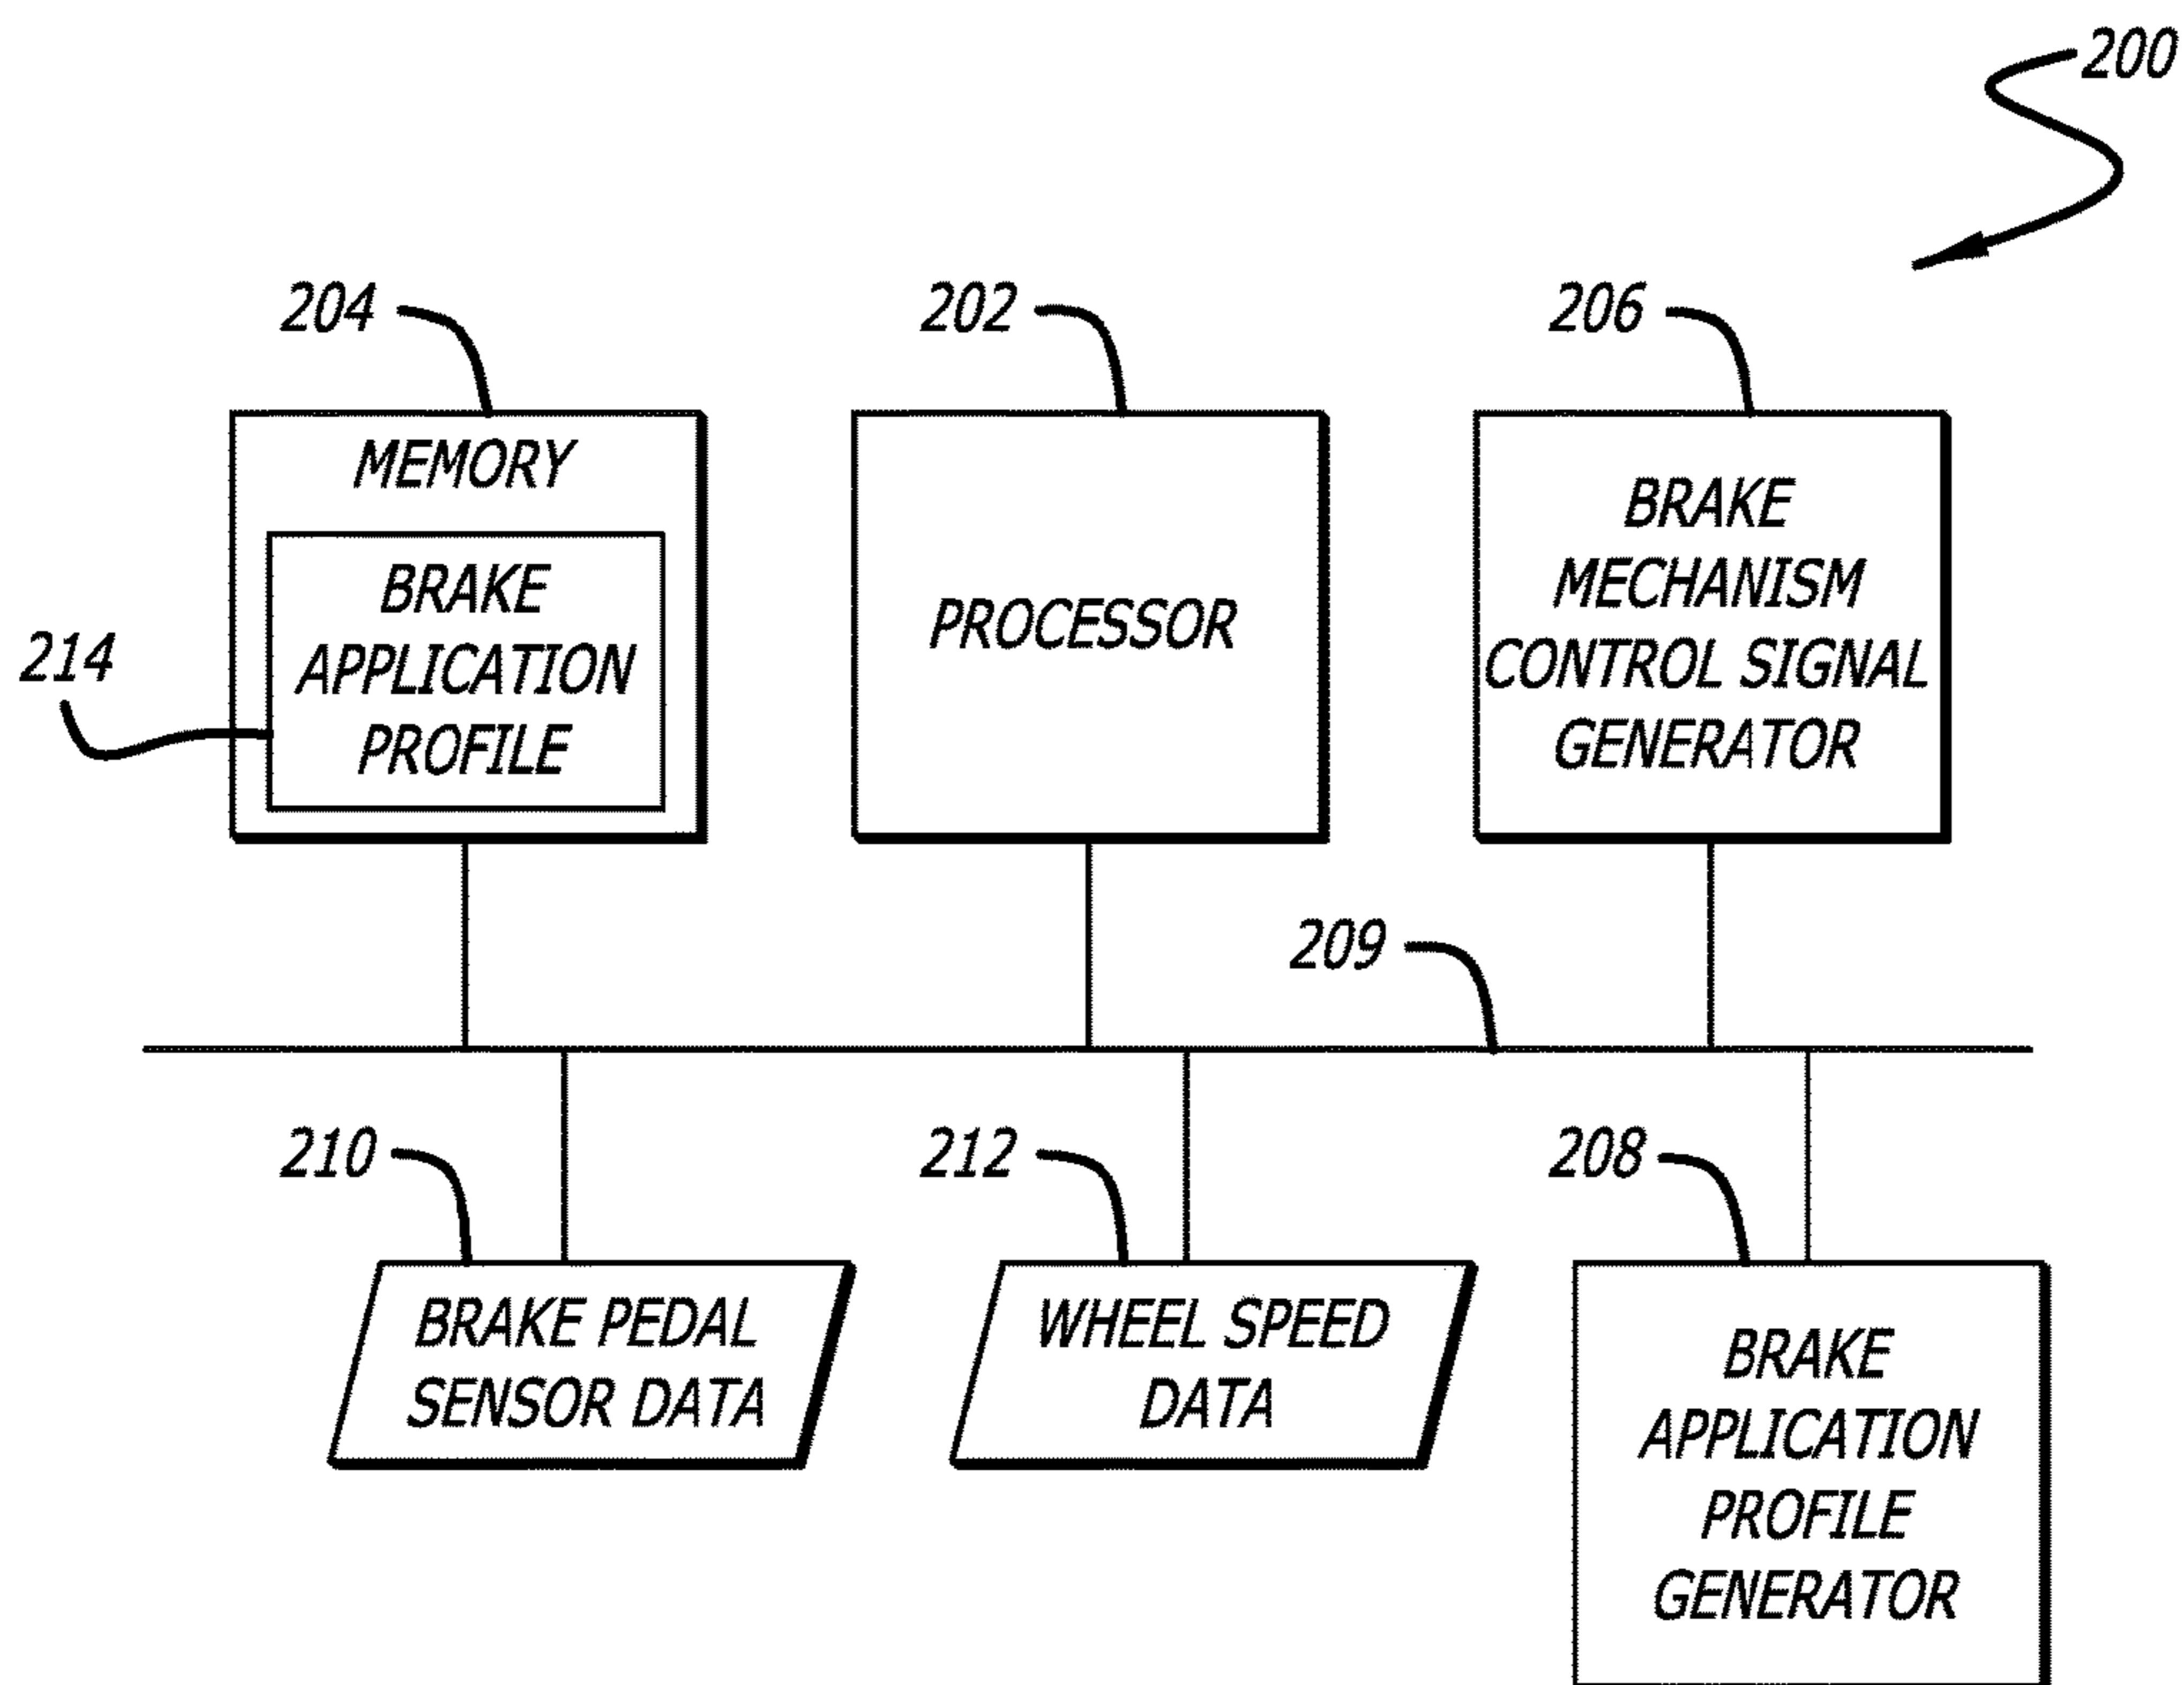 200
204
202
206
MEMORY
BRAKE
APPLICATION
PROFILE
214
PROCESSOR
BRAKE
MECHANISM
CONTROL SIGNAL
GENERATOR
209
210
212
208
BRAKE PEDAL
SENSOR DATA
WHEEL SPEED
DATA
BRAKE
APPLICATION
PROFILE
GENERATOR